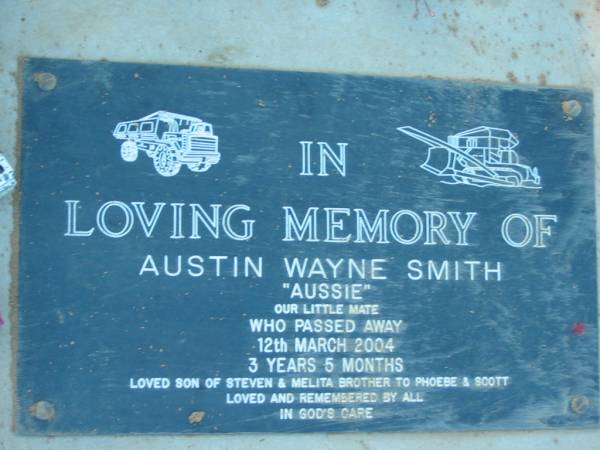 IN
LOVING MEMORY OF
AUSTIN WAYNE SMITH
"AUSSIE"
OUR LITTLE MATE
WHO PASSED AWAY
12th MARCH 2004
3 YEARS 5 MONTHS
LOVED SON OF STEVEN & MELITA BROTHER TO PHOEBE & SCOTT
LOVED AND REMEMBERED BY ALL
IN GOD'S CARE